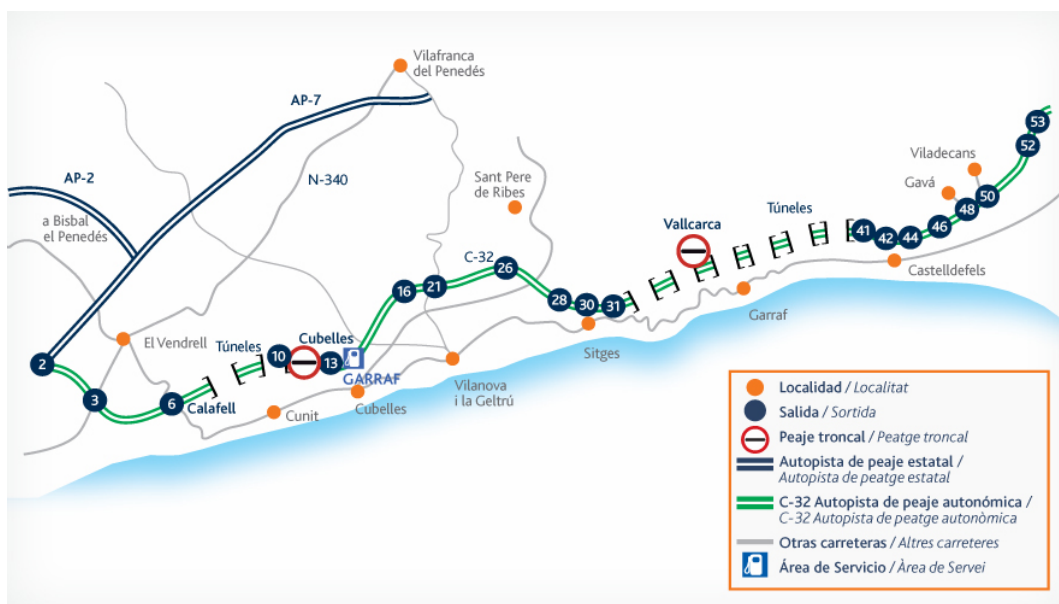 Vilafranca
del Penedés
AP-7
AP-2
N-340
a Bisbal
el Penedés
Sant Pere
de Ribes
Viladecans
Gavá
53
52
50
48
46
44
42
41
Túneles
Vallcarca
C-32
26
21
16
28
30
31
Castelldefels
Garraf
Sitges
El Vendrell
Túneles
Cubelles
10
13
GARRAF
2
3
6
Calafell
Cunit
Cubelles
Vilanova
i la Geltrú
Localidad / Localitat
Salida / Sortida
Peaje troncal / Peatge troncal
Autopista de peaje estatal /
Autopista de peatge estatal
C-32 Autopista de peaje autonómica /
C-32 Autopista de peatge autonòmica
Otras carreteras / Altres carreteres
Área de Servicio / Àrea de Servei